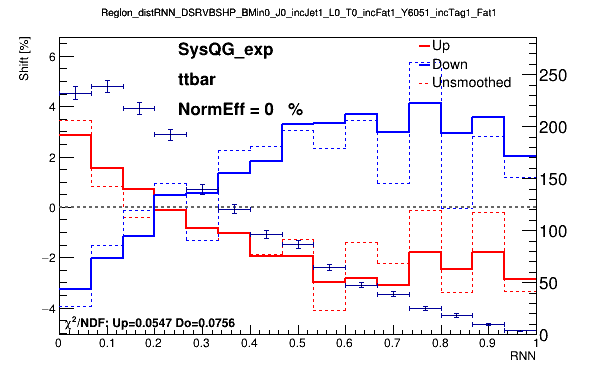 Region_distRNN_DSRVBSHP_BMin0_J0_incJet1_L0_T0_incFat1_Y6051_incTag1_Fat1
Shift [%]
SysQG_exp
ttbar
NormEff = 0 %
Up
Down
Unsmoothed
6
4
2
0
−2
−4
250
200
150
100
50
0
χ²/NDF: Up=0.0547 Do=0.0756
0 0.1 0.2 0.3 0.4 0.5 0.6 0.7 0.8 0.9 1
RNN